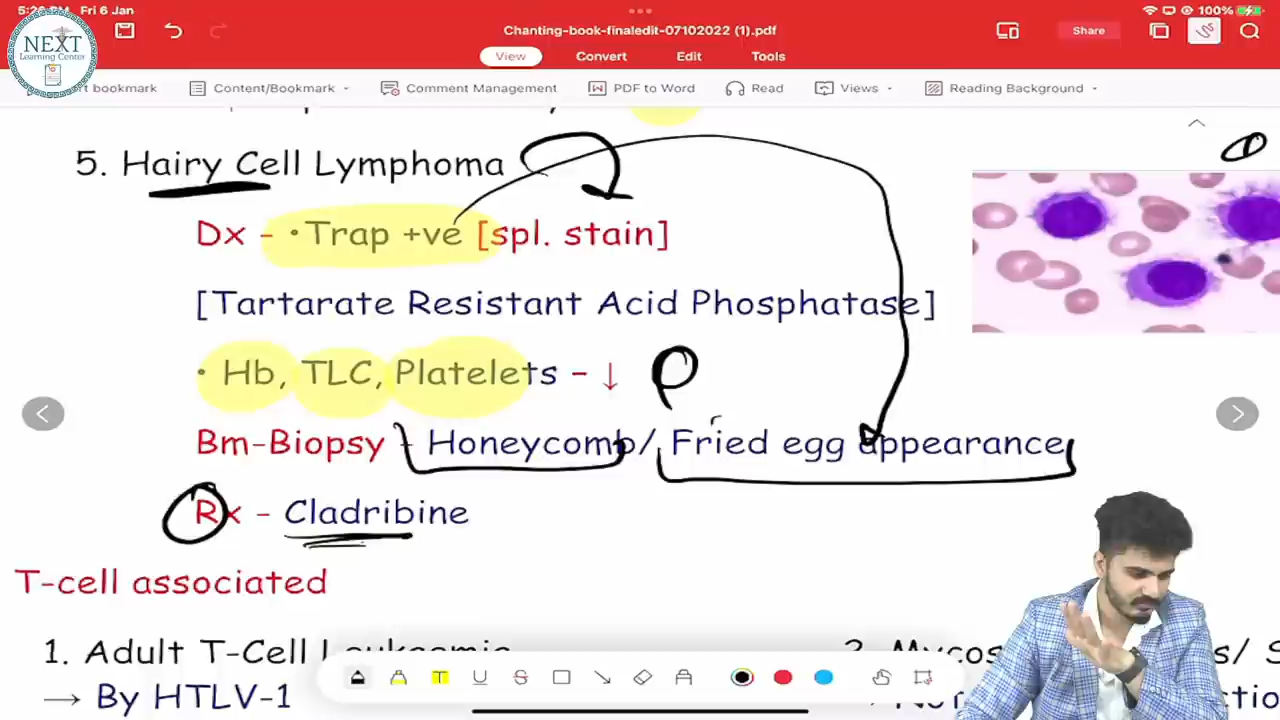 5:26 PM Fri 6 Jan
100%
NEXT
Learning Center
Chanting-book-finaledit-07102022 (1).pdf
Share
View Convert Edit Tools
bookmark Content/Bookmark Comment Management PDF to Word Read Views Reading Background
5. Hairy Cell Lymphoma
Dx - •Trap +ve [spl. stain]
[Tartarate Resistant Acid Phosphatase]
• Hb, TLC, Platelets - ↓
Bm-Biopsy - Honeycomb/ Fried egg appearance
Rx - Cladribine
T-cell associated
1. Adult T-Cell Leukaemia
→ By HTLV-1